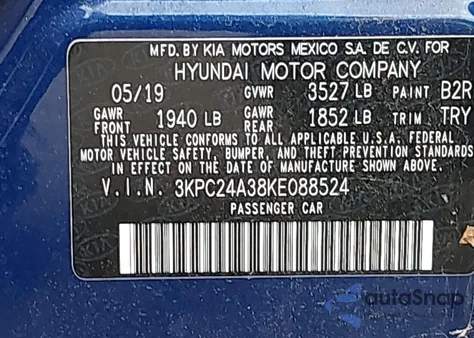 MFD. BY KIA MOTORS MEXICO S.A. DE C.V. FOR
HYUNDAI MOTOR COMPANY
05/19 GVWR 3527 LB PAINT B2R
GAWR FRONT 1940 LB GAWR REAR 1852 LB TRIM TRY
THIS VEHICLE CONFORMS TO ALL APPLICABLE U.S.A. FEDERAL
MOTOR VEHICLE SAFETY, BUMPER, AND THEFT PREVENTION STANDARDS
IN EFFECT ON THE DATE OF MANUFACTURE SHOWN ABOVE.
V.I.N. 3KPC24A38KE088524
PASSENGER CAR
autoSnap